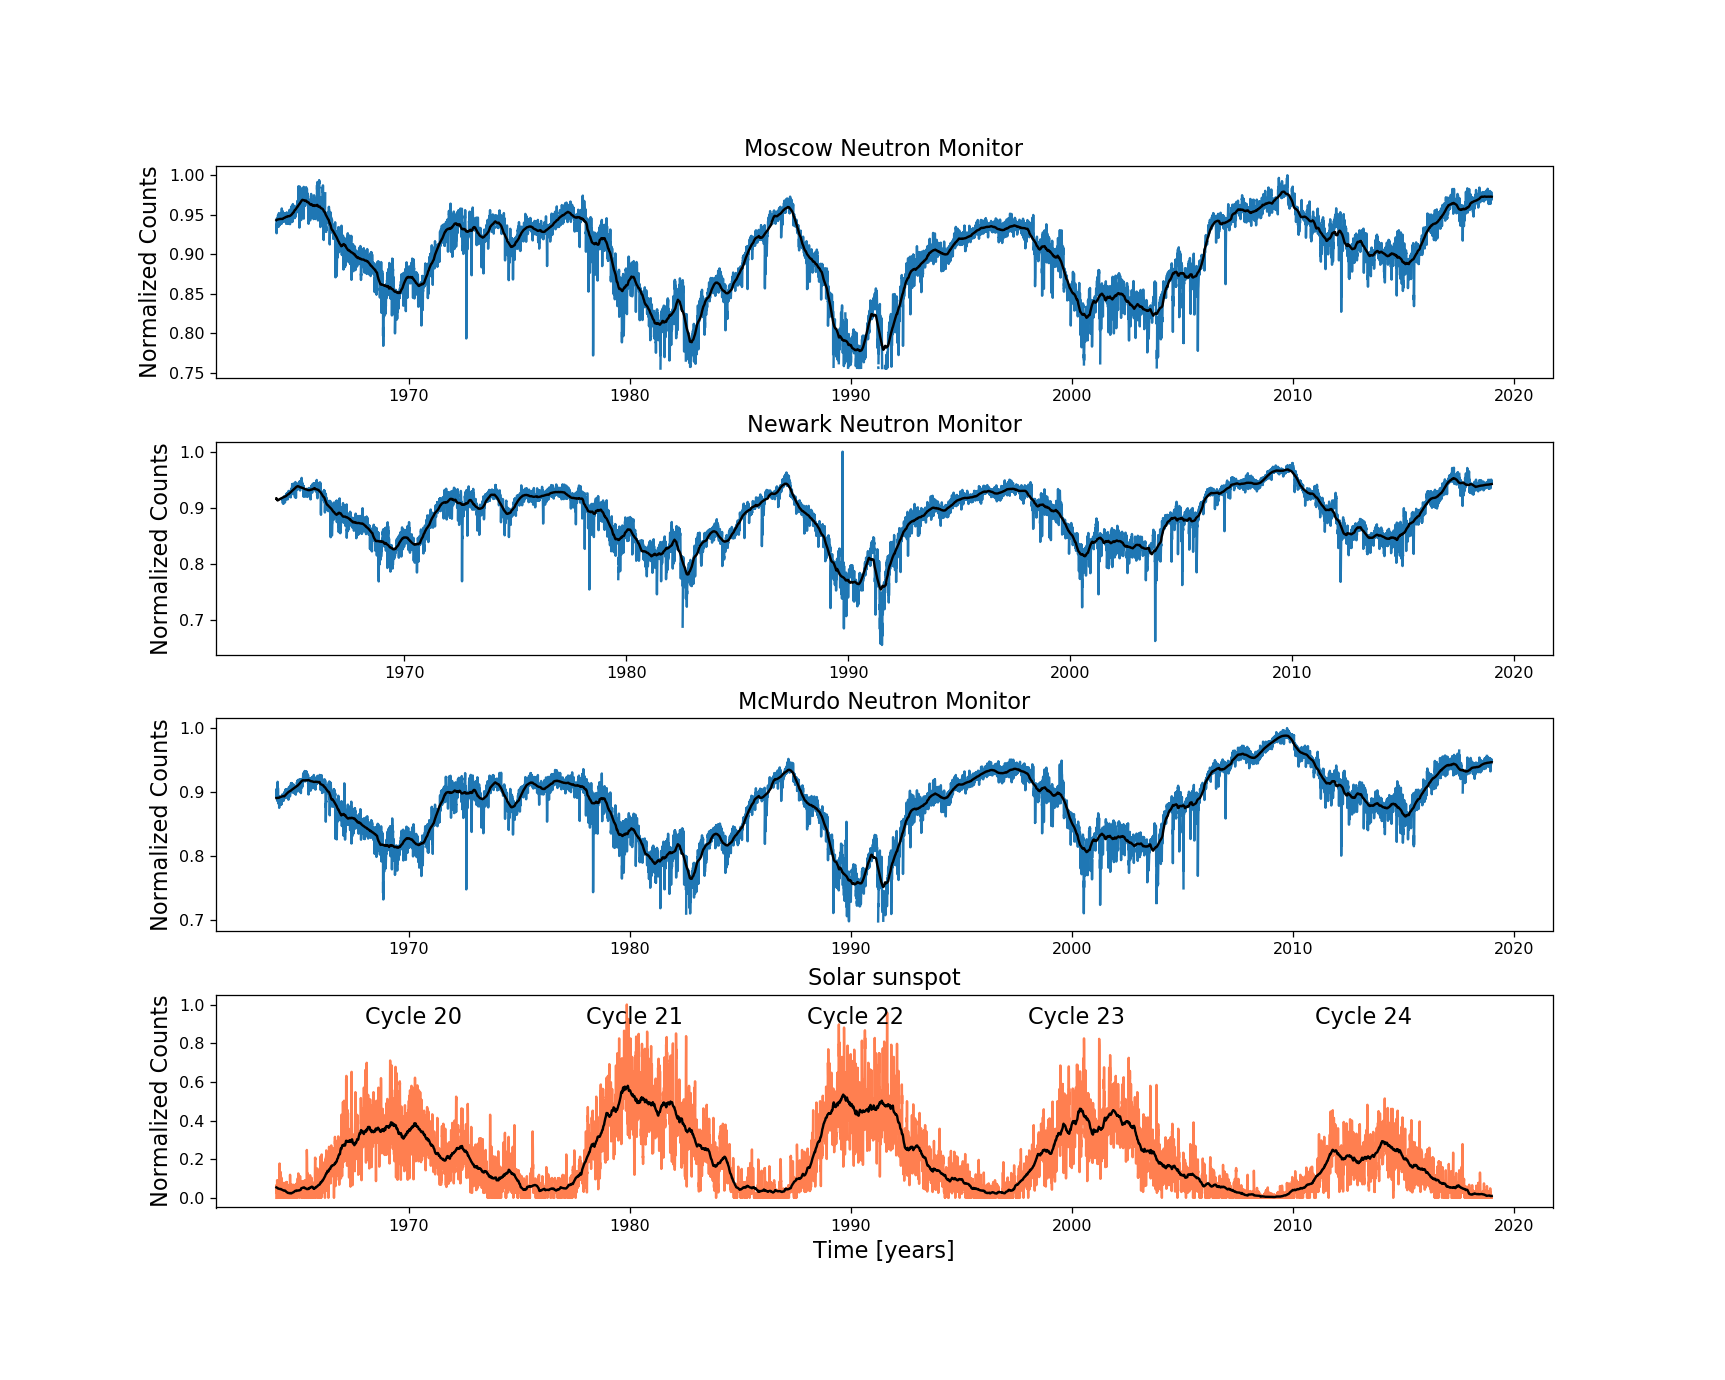 Moscow Neutron Monitor
Normalized Counts
1.00
0.95
0.90
0.85
0.80
0.75
1970 1980 1990 2000 2010 2020
Newark Neutron Monitor
Normalized Counts
1.0
0.9
0.8
0.7
1970 1980 1990 2000 2010 2020
McMurdo Neutron Monitor
Normalized Counts
1.0
0.9
0.8
0.7
1970 1980 1990 2000 2010 2020
Solar sunspot
Normalized Counts
1.0
0.8
0.6
0.4
0.2
0.0
Cycle 20 Cycle 21 Cycle 22 Cycle 23 Cycle 24
1970 1980 1990 2000 2010 2020
Time [years]